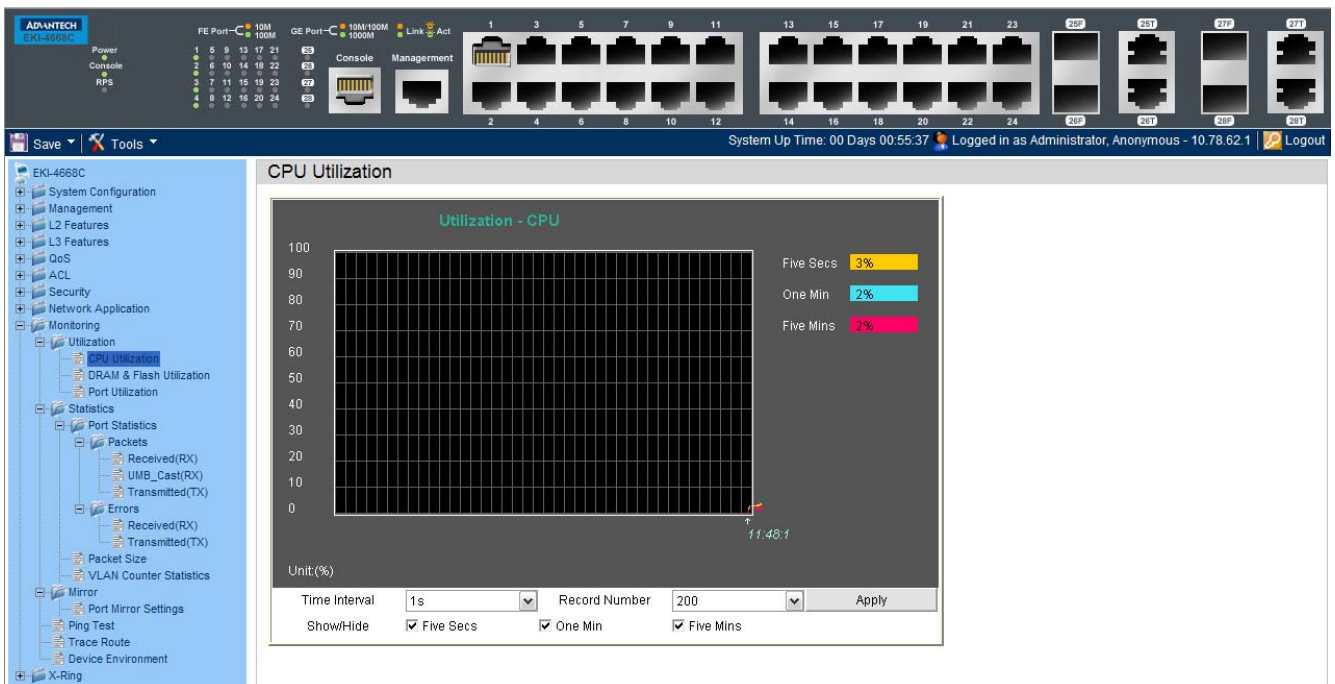 ADVANTECH
EKI-4668C
Power
Console
RPS
FE Port 10M 100M
GE Port 10M/100M 1000M
Link Act
1 5 9 13 17 21
2 6 10 14 18 22
3 7 11 15 19 23
4 8 12 16 20 24
25
26
27
28
Console
Management
1 3 5 7 9 11 13 15 17 19 21 23 25F 25T 27F 27T
2 4 6 8 10 12 14 16 18 20 22 24 26F 26T 28F 28T
Save Tools
System Up Time: 00 Days 00:55:37 Logged in as Administrator, Anonymous - 10.78.62.1 Logout
EKI-4668C
System Configuration
Management
L2 Features
L3 Features
QoS
ACL
Security
Network Application
Monitoring
Utilization
CPU Utilization
DRAM & Flash Utilization
Port Utilization
Statistics
Port Statistics
Packets
Received(RX)
UMB_Cast(RX)
Transmitted(TX)
Errors
Received(RX)
Transmitted(TX)
Packet Size
VLAN Counter Statistics
Mirror
Port Mirror Settings
Ping Test
Trace Route
Device Environment
X-Ring
CPU Utilization
Utilization - CPU
100
90
80
70
60
50
40
30
20
10
0
Five Secs 3%
One Min 2%
Five Mins 2%
11:48:1
Unit:(%)
Time Interval 1s Record Number 200 Apply
Show/Hide Five Secs One Min Five Mins